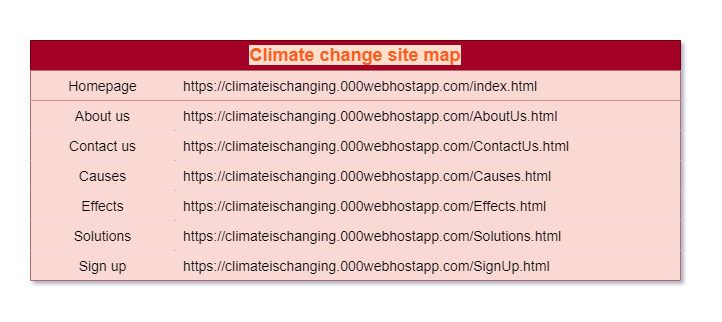 Climate change site map
Homepage https://climateischanging.000webhostapp.com/index.html
About us https://climateischanging.000webhostapp.com/AboutUs.html
Contact us https://climateischanging.000webhostapp.com/ContactUs.html
Causes https://climateischanging.000webhostapp.com/Causes.html
Effects https://climateischanging.000webhostapp.com/Effects.html
Solutions https://climateischanging.000webhostapp.com/Solutions.html
Sign up https://climateischanging.000webhostapp.com/SignUp.html